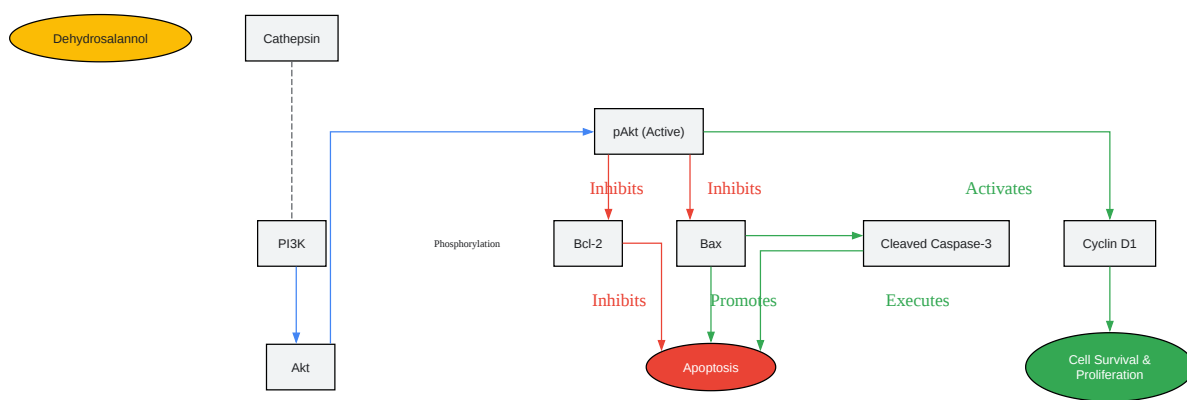 Dehydrosalannol
Cathepsin
pAkt (Active)
Inhibits
Inhibits
Activates
PI3K
Phosphorylation
Bcl-2
Bax
Cleaved Caspase-3
Cyclin D1
Inhibits
Promotes
Executes
Akt
Apoptosis
Cell Survival &
Proliferation